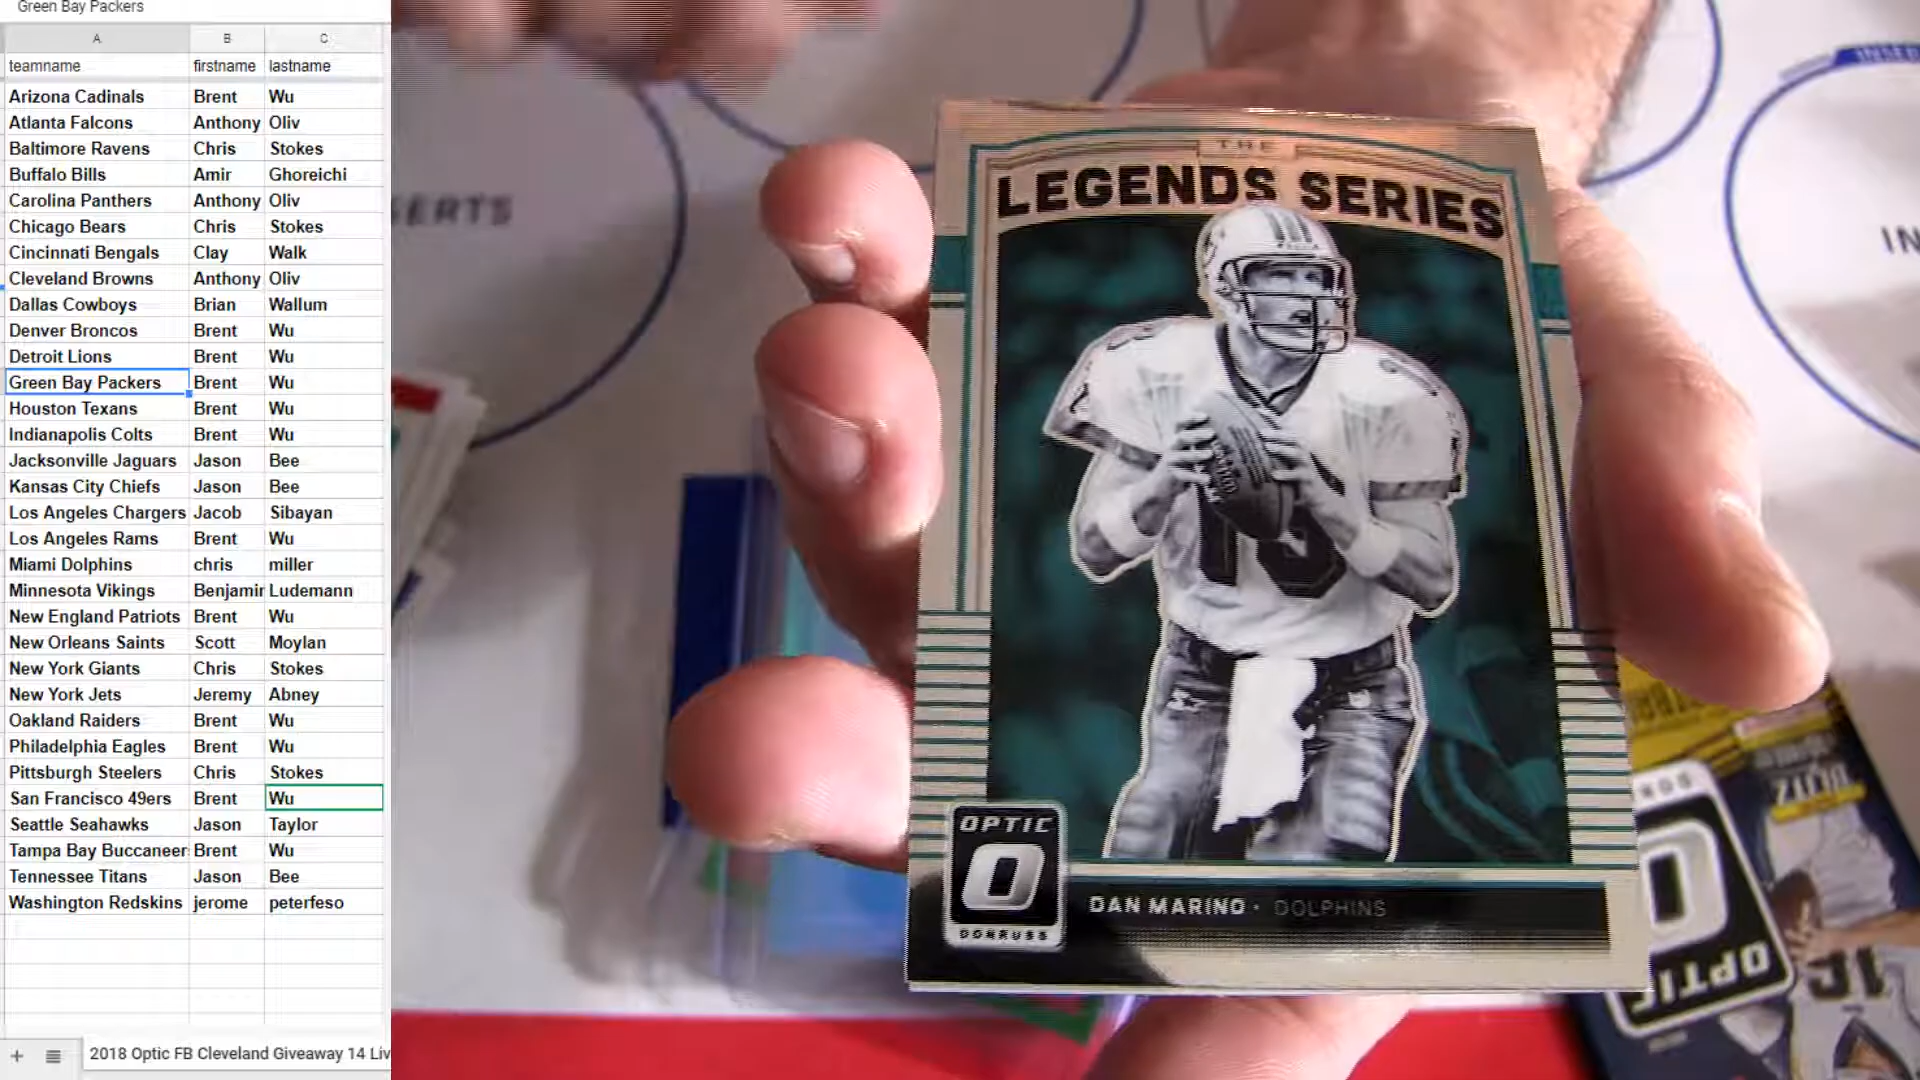 Green Bay Packers
A B C
teamname firstname lastname
Arizona Cadinals Brent Wu
Atlanta Falcons Anthony Oliv
Baltimore Ravens Chris Stokes
Buffalo Bills Amir Ghoreichi
Carolina Panthers Anthony Oliv
Chicago Bears Chris Stokes
Cincinnati Bengals Clay Walk
Cleveland Browns Anthony Oliv
Dallas Cowboys Brian Wallum
Denver Broncos Brent Wu
Detroit Lions Brent Wu
Green Bay Packers Brent Wu
Houston Texans Brent Wu
Indianapolis Colts Brent Wu
Jacksonville Jaguars Jason Bee
Kansas City Chiefs Jason Bee
Los Angeles Chargers Jacob Sibayan
Los Angeles Rams Brent Wu
Miami Dolphins chris miller
Minnesota Vikings Benjamin Ludemann
New England Patriots Brent Wu
New Orleans Saints Scott Moylan
New York Giants Chris Stokes
New York Jets Jeremy Abney
Oakland Raiders Brent Wu
Philadelphia Eagles Brent Wu
Pittsburgh Steelers Chris Stokes
San Francisco 49ers Brent Wu
Seattle Seahawks Jason Taylor
Tampa Bay Buccaneer Brent Wu
Tennessee Titans Jason Bee
Washington Redskins jerome peterfeso
2018 Optic FB Cleveland Giveaway 14 Liv
THE
LEGENDS SERIES
13
OPTIC
DONRUSS
DAN MARINO · DOLPHINS
SERTS
IN
OPTIC